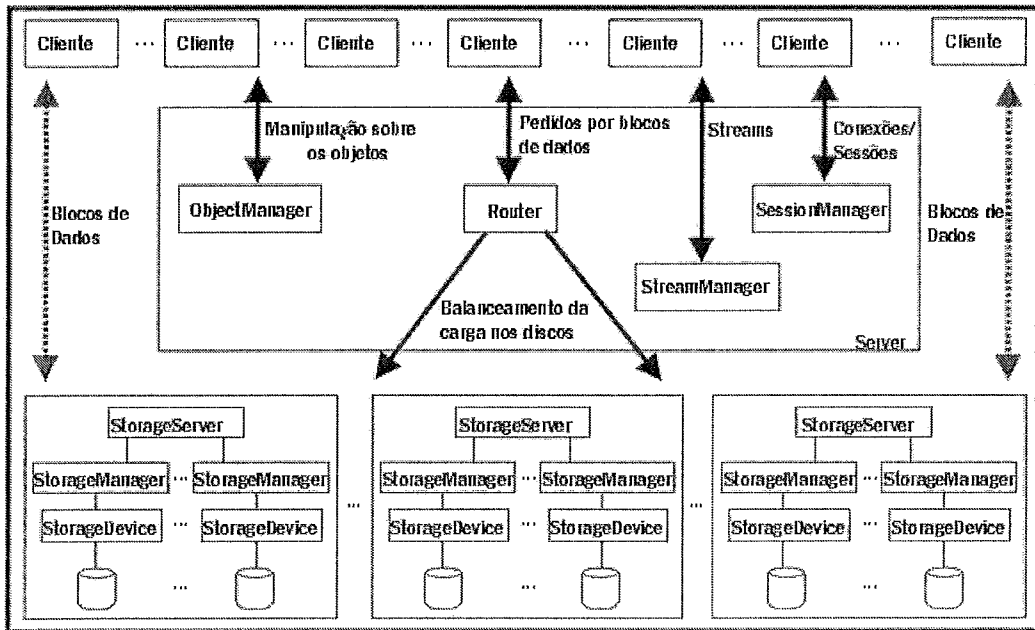 Cliente ... Cliente ... Cliente ... Cliente ... Cliente ... Cliente ... Cliente
Manipulação sobre
os objetos
Pedidos por blocos
de dados
Streams
Conexões/
Sessões
Blocos de
Dados
ObjectManager
Router
SessionManager
Blocos de
Dados
StreamManager
Balanceamento da
carga nos discos
Server
StorageServer
StorageManager ... StorageManager
StorageDevice ... StorageDevice
...
...
StorageServer
StorageManager ... StorageManager
StorageDevice ... StorageDevice
...
...
StorageServer
StorageManager ... StorageManager
StorageDevice ... StorageDevice
...